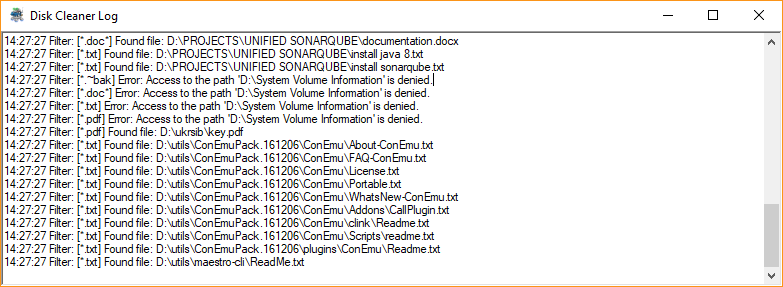 Disk Cleaner Log
14:27:27 Filter: [*.doc*] Found file: D:\PROJECTS\UNIFIED SONARQUBE\documentation.docx
14:27:27 Filter: [*.txt] Found file: D:\PROJECTS\UNIFIED SONARQUBE\install java 8.txt
14:27:27 Filter: [*.txt] Found file: D:\PROJECTS\UNIFIED SONARQUBE\install sonarqube.txt
14:27:27 Filter: [*.~bak] Error: Access to the path 'D:\System Volume Information' is denied.
14:27:27 Filter: [*.doc*] Error: Access to the path 'D:\System Volume Information' is denied.
14:27:27 Filter: [*.txt] Error: Access to the path 'D:\System Volume Information' is denied.
14:27:27 Filter: [*.pdf] Error: Access to the path 'D:\System Volume Information' is denied.
14:27:27 Filter: [*.pdf] Found file: D:\ukrsib\key.pdf
14:27:27 Filter: [*.txt] Found file: D:\utils\ConEmuPack.161206\ConEmu\About-ConEmu.txt
14:27:27 Filter: [*.txt] Found file: D:\utils\ConEmuPack.161206\ConEmu\FAQ-ConEmu.txt
14:27:27 Filter: [*.txt] Found file: D:\utils\ConEmuPack.161206\ConEmu\License.txt
14:27:27 Filter: [*.txt] Found file: D:\utils\ConEmuPack.161206\ConEmu\Portable.txt
14:27:27 Filter: [*.txt] Found file: D:\utils\ConEmuPack.161206\ConEmu\WhatsNew-ConEmu.txt
14:27:27 Filter: [*.txt] Found file: D:\utils\ConEmuPack.161206\ConEmu\Addons\CallPlugin.txt
14:27:27 Filter: [*.txt] Found file: D:\utils\ConEmuPack.161206\ConEmu\clink\Readme.txt
14:27:27 Filter: [*.txt] Found file: D:\utils\ConEmuPack.161206\ConEmu\Scripts\readme.txt
14:27:27 Filter: [*.txt] Found file: D:\utils\ConEmuPack.161206\plugins\ConEmu\Readme.txt
14:27:27 Filter: [*.txt] Found file: D:\utils\maestro-cli\ReadMe.txt